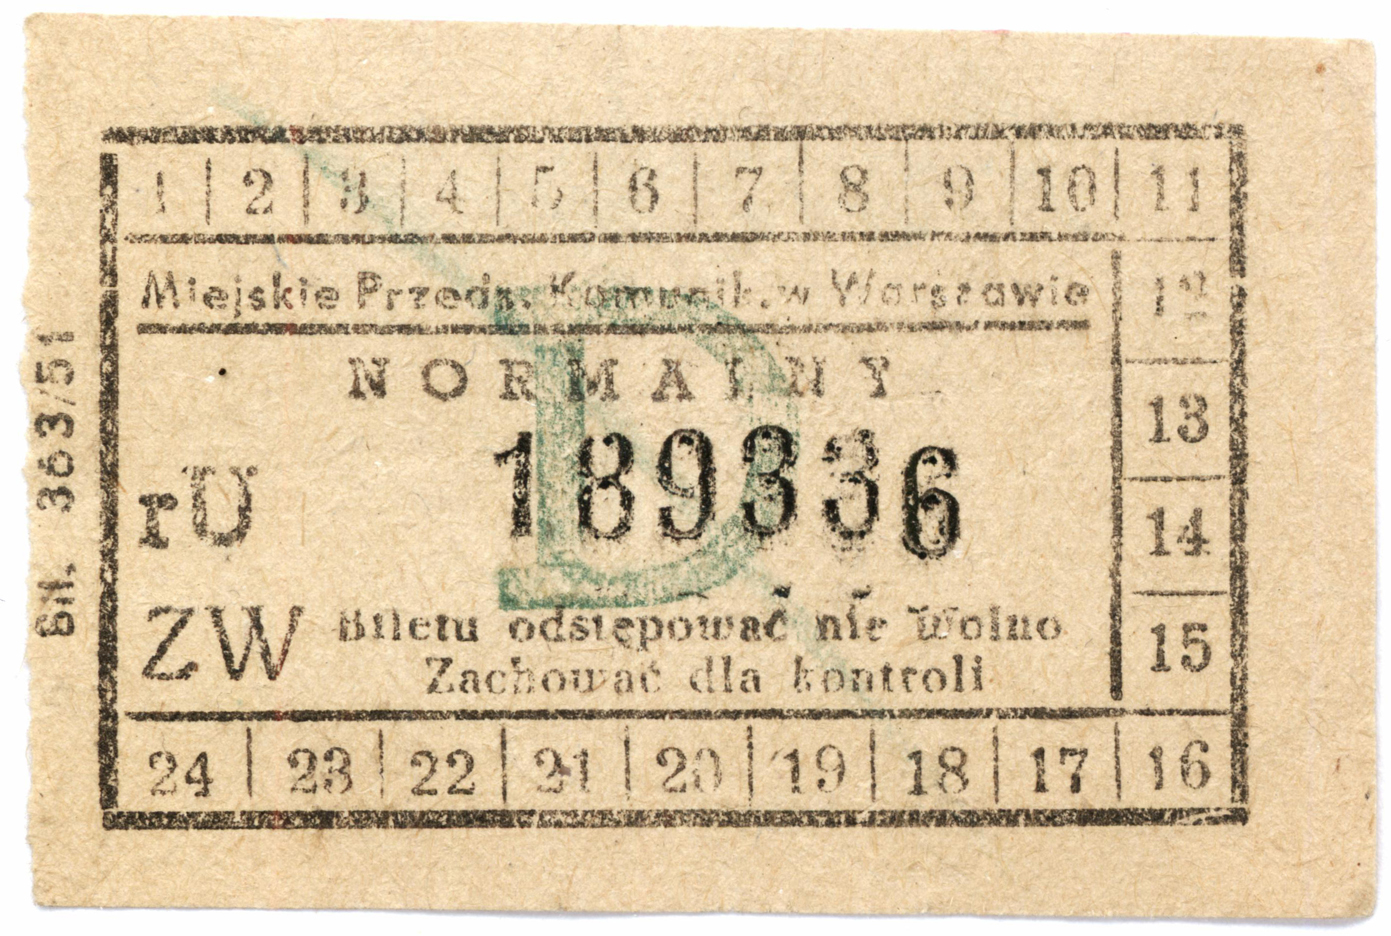 1 2 3 4 5 6 7 8 9 10 11
Miejskie Przeds. Komunik. w Warszawie
12
NORMALNY
13
189336
D
rU
14
ZW
Biletu odstępować nie wolno
15
Zachować dla kontroli
24 23 22 21 20 19 18 17 16
Bil. 363/51